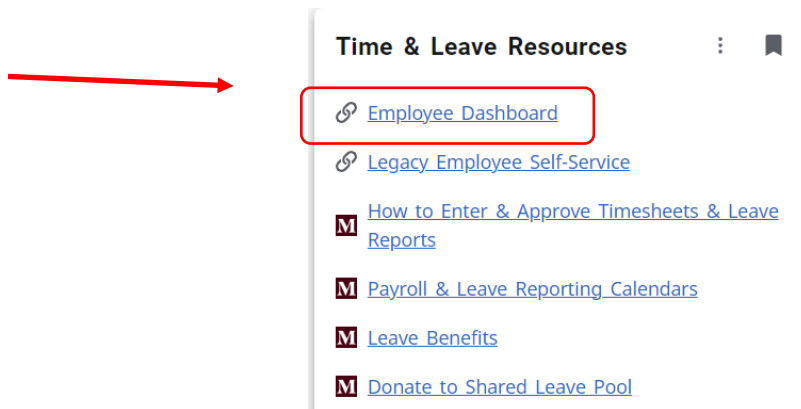 Time & Leave Resources
Employee Dashboard
Legacy Employee Self-Service
M How to Enter & Approve Timesheets & Leave
Reports
M Payroll & Leave Reporting Calendars
M Leave Benefits
M Donate to Shared Leave Pool